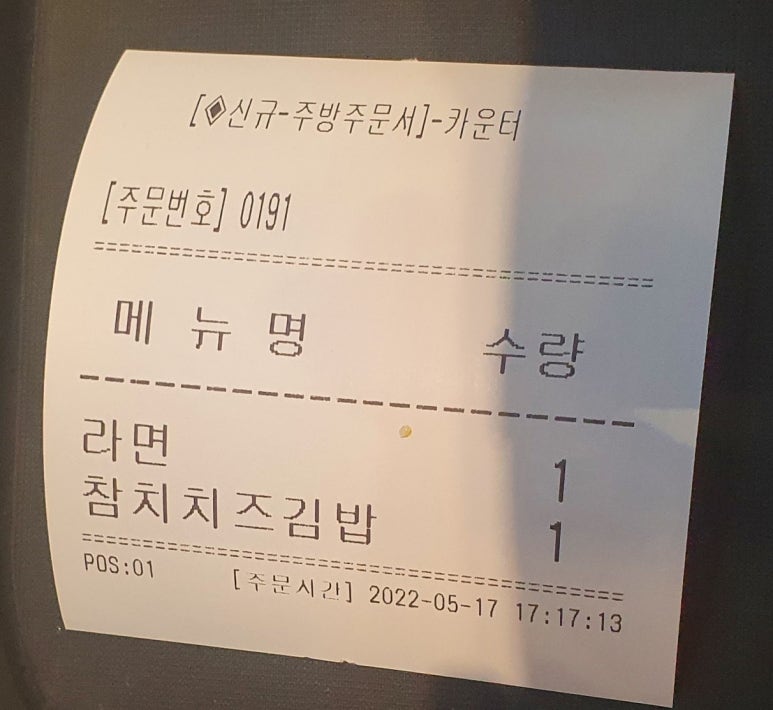 [◈신규-주방주문서]-카운터
[주문번호] 0191
메 뉴 명 수량
라면 1
참치치즈김밥 1
POS:01 [주문시간] 2022-05-17 17:17:13